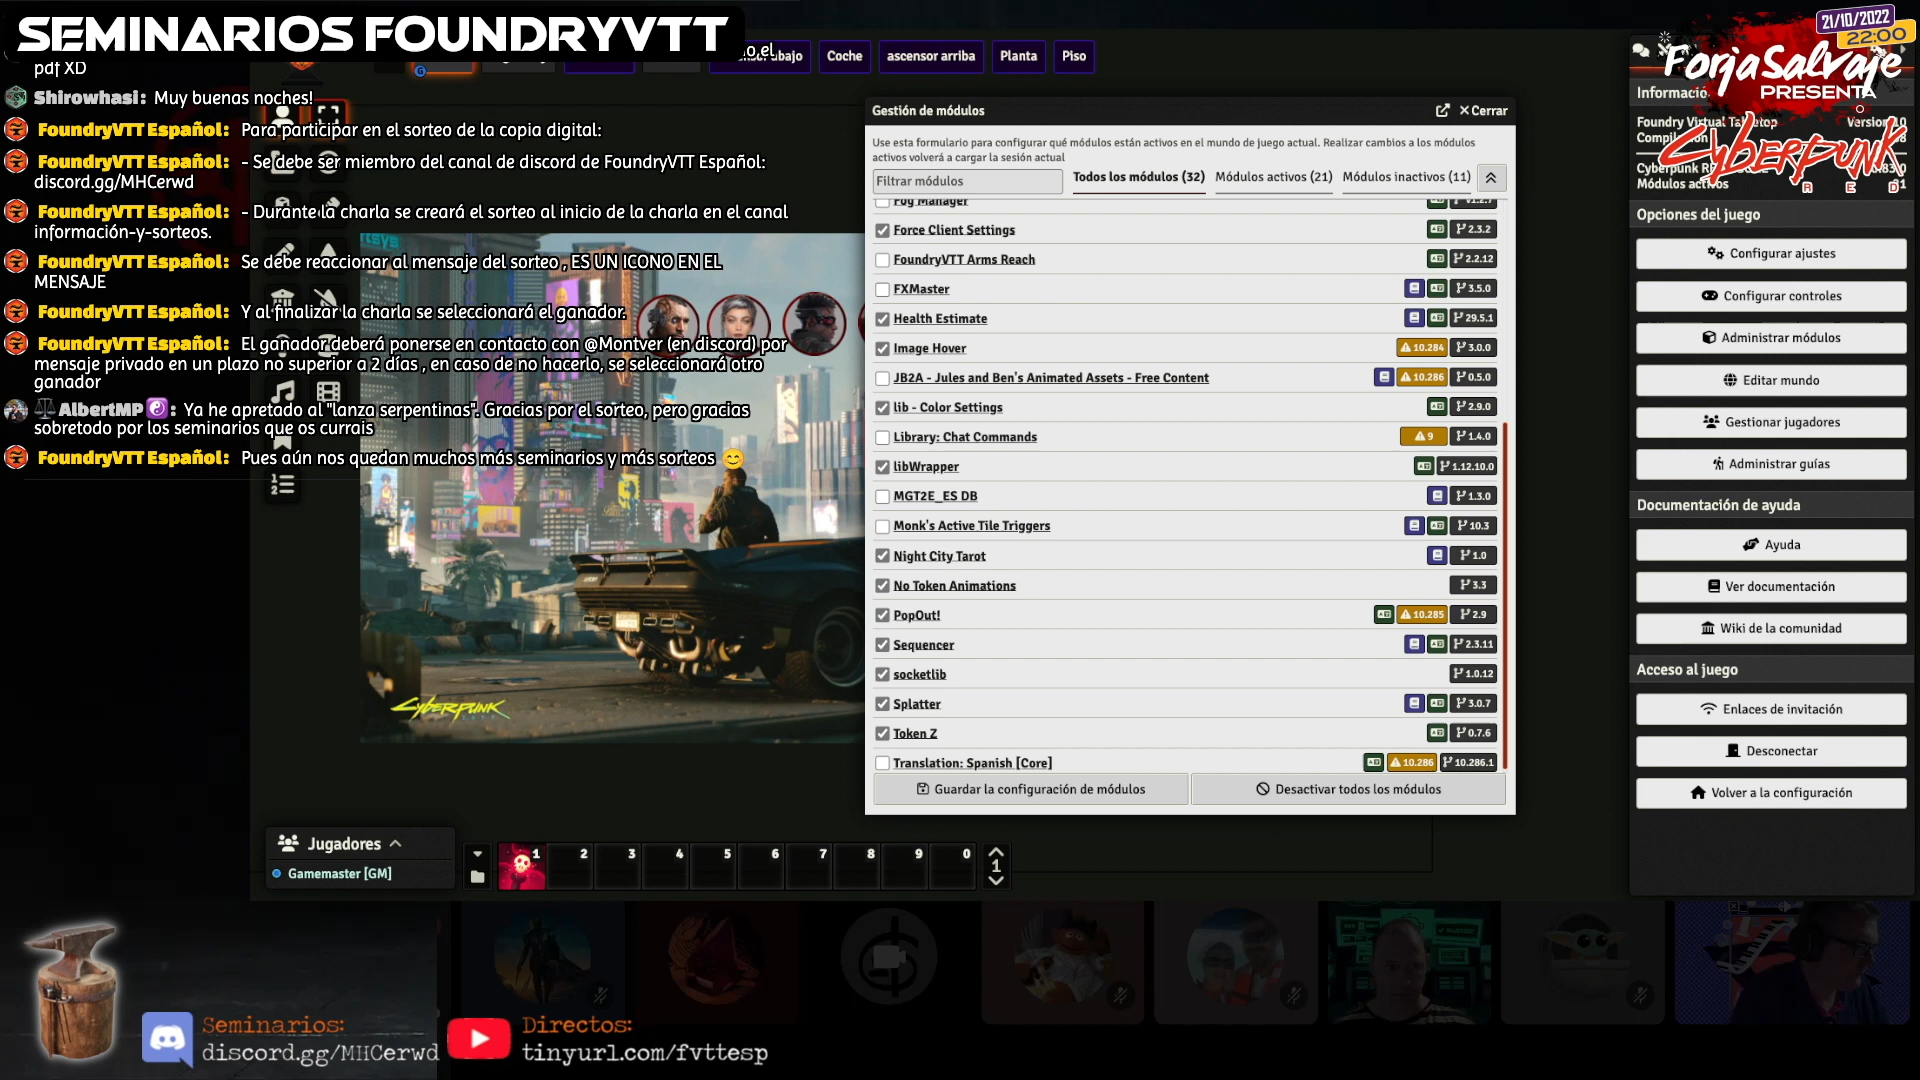 SEMINARIOS FOUNDRYVTT
pdf XD
Shirowhasi: Muy buenas noches!
FoundryVTT Español: Para participar en el sorteo de la copia digital:
FoundryVTT Español: - Se debe ser miembro del canal de discord de FoundryVTT Español:
discord.gg/MHCerwd
FoundryVTT Español: - Durante la charla se creará el sorteo al inicio de la charla en el canal
información-y-sorteos.
FoundryVTT Español: Se debe reaccionar al mensaje del sorteo , ES UN ICONO EN EL
MENSAJE
FoundryVTT Español: Y al finalizar la charla se seleccionará el ganador.
FoundryVTT Español: El ganador deberá ponerse en contacto con @Montver (en discord) por
mensaje privado en un plazo no superior a 2 días , en caso de no hacerlo, se seleccionará otro
ganador
AlbertMP: Ya he apretado al "lanza serpentinas". Gracias por el sorteo, pero gracias
sobretodo por los seminarios que os currais
FoundryVTT Español: Pues aún nos quedan muchos más seminarios y más sorteos 😊
Coche
ascensor arriba
Planta
Piso
Gestión de módulos
Cerrar
Use esta formulario para configurar qué módulos están activos en el mundo de juego actual. Realizar cambios a los módulos
activos volverá a cargar la sesión actual
Filtrar módulos
Todos los módulos (32)
Módulos activos (21)
Módulos inactivos (11)
Fog Manager v1.2.7
Force Client Settings 2.3.2
FoundryVTT Arms Reach 2.2.12
FXMaster 3.5.0
Health Estimate 29.5.1
Image Hover 10.284 3.0.0
JB2A - Jules and Ben's Animated Assets - Free Content 10.286 0.5.0
lib - Color Settings 2.9.0
Library: Chat Commands 9 1.4.0
libWrapper 1.12.10.0
MGT2E_ES DB 1.3.0
Monk's Active Tile Triggers 10.3
Night City Tarot 1.0
No Token Animations 3.3
PopOut! 10.285 2.9
Sequencer 2.3.11
socketlib 1.0.12
Splatter 3.0.7
Token Z 0.7.6
Translation: Spanish [Core] 10.286 10.286.1
Guardar la configuración de módulos
Desactivar todos los módulos
CYBERPUNK
Jugadores
Gamemaster [GM]
1 2 3 4 5 6 7 8 9 0
1
21/10/2022
22:00
ForjaSalvaje
PRESENTA
Cyberpunk
RED
Foundry Virtual Tabletop
Módulos activos
Opciones del juego
Configurar ajustes
Configurar controles
Administrar módulos
Editar mundo
Gestionar jugadores
Administrar guías
Documentación de ayuda
Ayuda
Ver documentación
Wiki de la comunidad
Acceso al juego
Enlaces de invitación
Desconectar
Volver a la configuración
Seminarios:
discord.gg/MHCerwd
Directos:
tinyurl.com/fvttesp